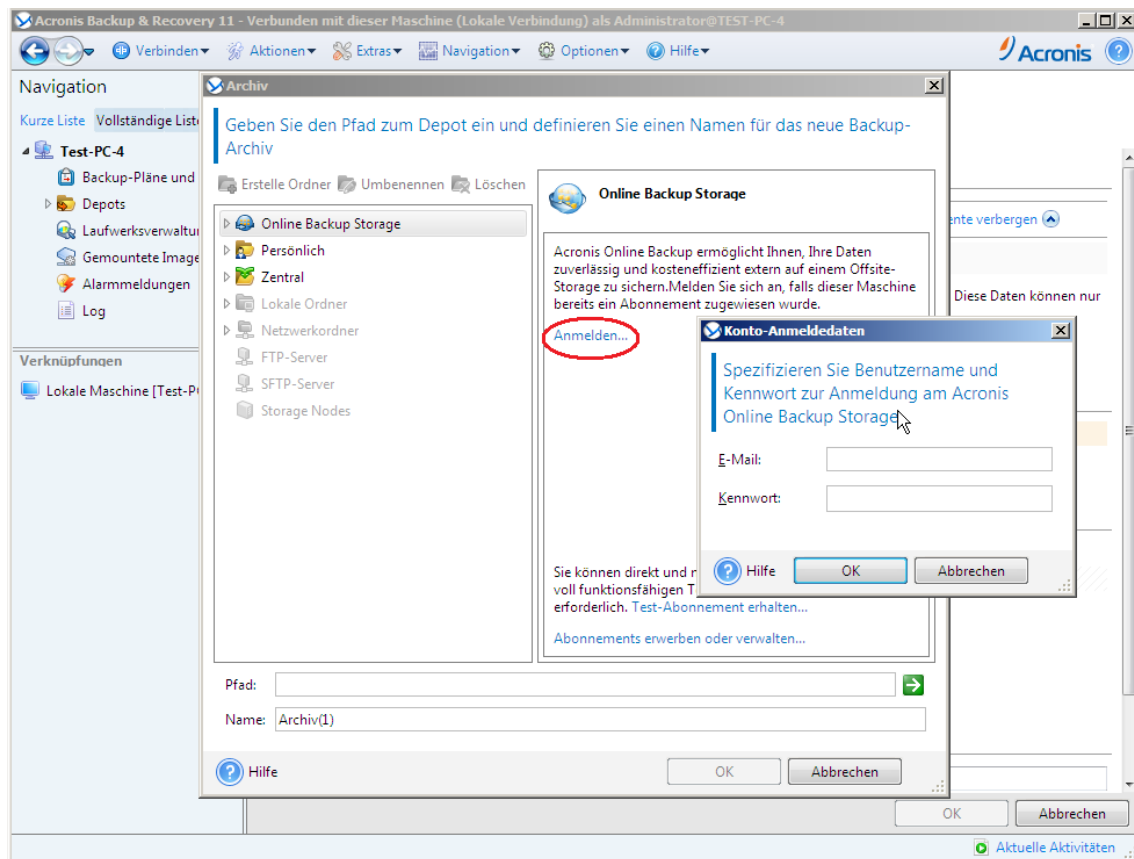 Acronis Backup & Recovery 11 - Verbunden mit dieser Maschine (Lokale Verbindung) als Administrator@TEST-PC-4
Verbinden Aktionen Extras Navigation Optionen Hilfe Acronis
Navigation
Kurze Liste Vollständige Liste
Test-PC-4
Backup-Pläne und
Depots
Laufwerksverwaltu
Gemountete Image
Alarmmeldungen
Log
Verknüpfungen
Lokale Maschine [Test-P
Archiv
Geben Sie den Pfad zum Depot ein und definieren Sie einen Namen für das neue Backup-
Archiv
Erstelle Ordner Umbenennen Löschen
Online Backup Storage
Persönlich
Zentral
Lokale Ordner
Netzwerkordner
FTP-Server
SFTP-Server
Storage Nodes
Online Backup Storage
Acronis Online Backup ermöglicht Ihnen, Ihre Daten
zuverlässig und kosteneffizient extern auf einem Offsite-
Storage zu sichern.Melden Sie sich an, falls dieser Maschine
bereits ein Abonnement zugewiesen wurde.
Anmelden...
Sie können direkt und
voll funktionsfähigen T
erforderlich. Test-Abonnement erhalten...
Abonnements erwerben oder verwalten...
Pfad:
Name: Archiv(1)
Hilfe
OK Abbrechen
Konto-Anmeldedaten
Spezifizieren Sie Benutzername und
Kennwort zur Anmeldung am Acronis
Online Backup Storage
E-Mail:
Kennwort:
Hilfe OK Abbrechen
ente verbergen
Diese Daten können nur
OK Abbrechen
Aktuelle Aktivitäten